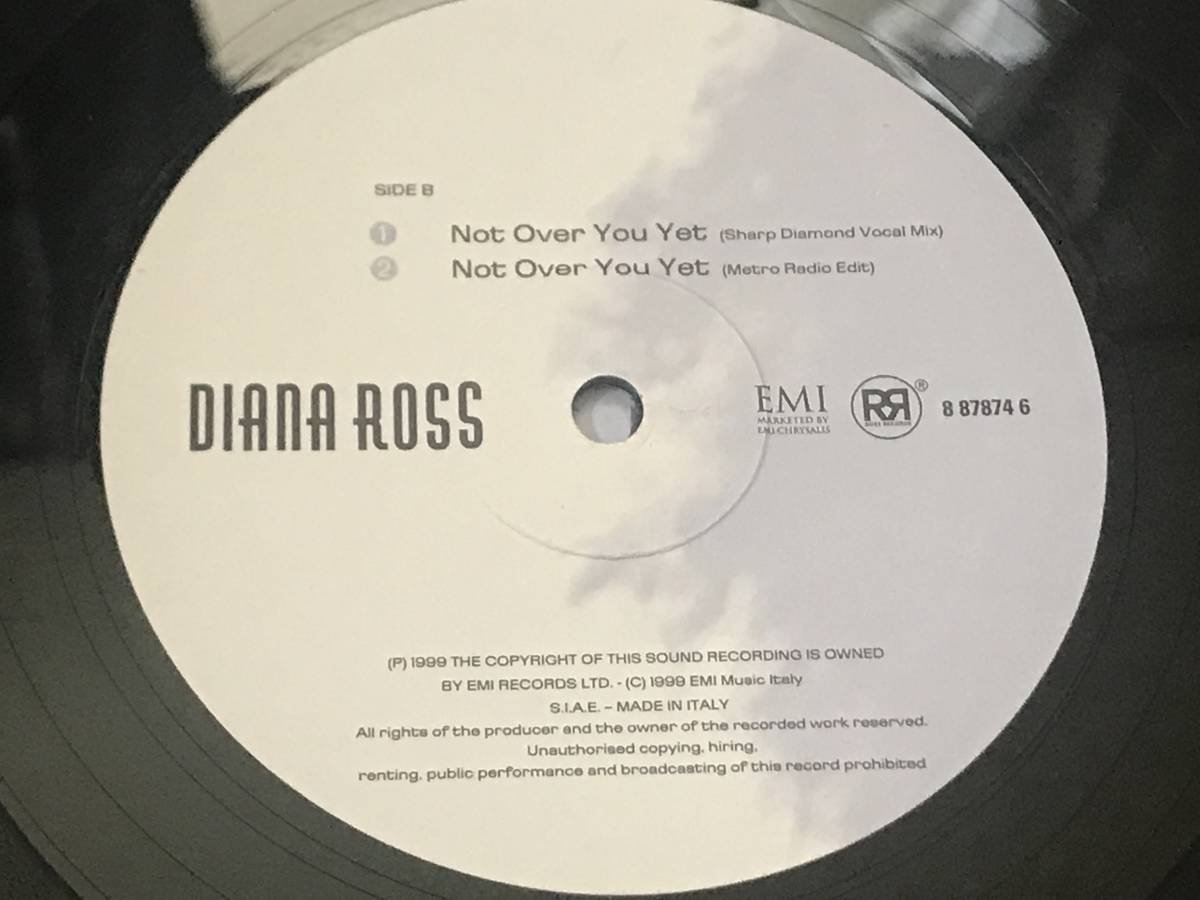 SIDE B
1 Not Over You Yet (Sharp Diamond Vocal Mix)
2 Not Over You Yet (Metro Radio Edit)
DIANA ROSS
EMI
MARKETED BY
EMI CHRYSALIS
RR ®
ROSS RECORDS
8 87874 6
(P) 1999 THE COPYRIGHT OF THIS SOUND RECORDING IS OWNED
BY EMI RECORDS LTD. - (C) 1999 EMI Music Italy
S.I.A.E. – MADE IN ITALY
All rights of the producer and the owner of the recorded work reserved.
Unauthorised copying, hiring,
renting, public performance and broadcasting of this record prohibited